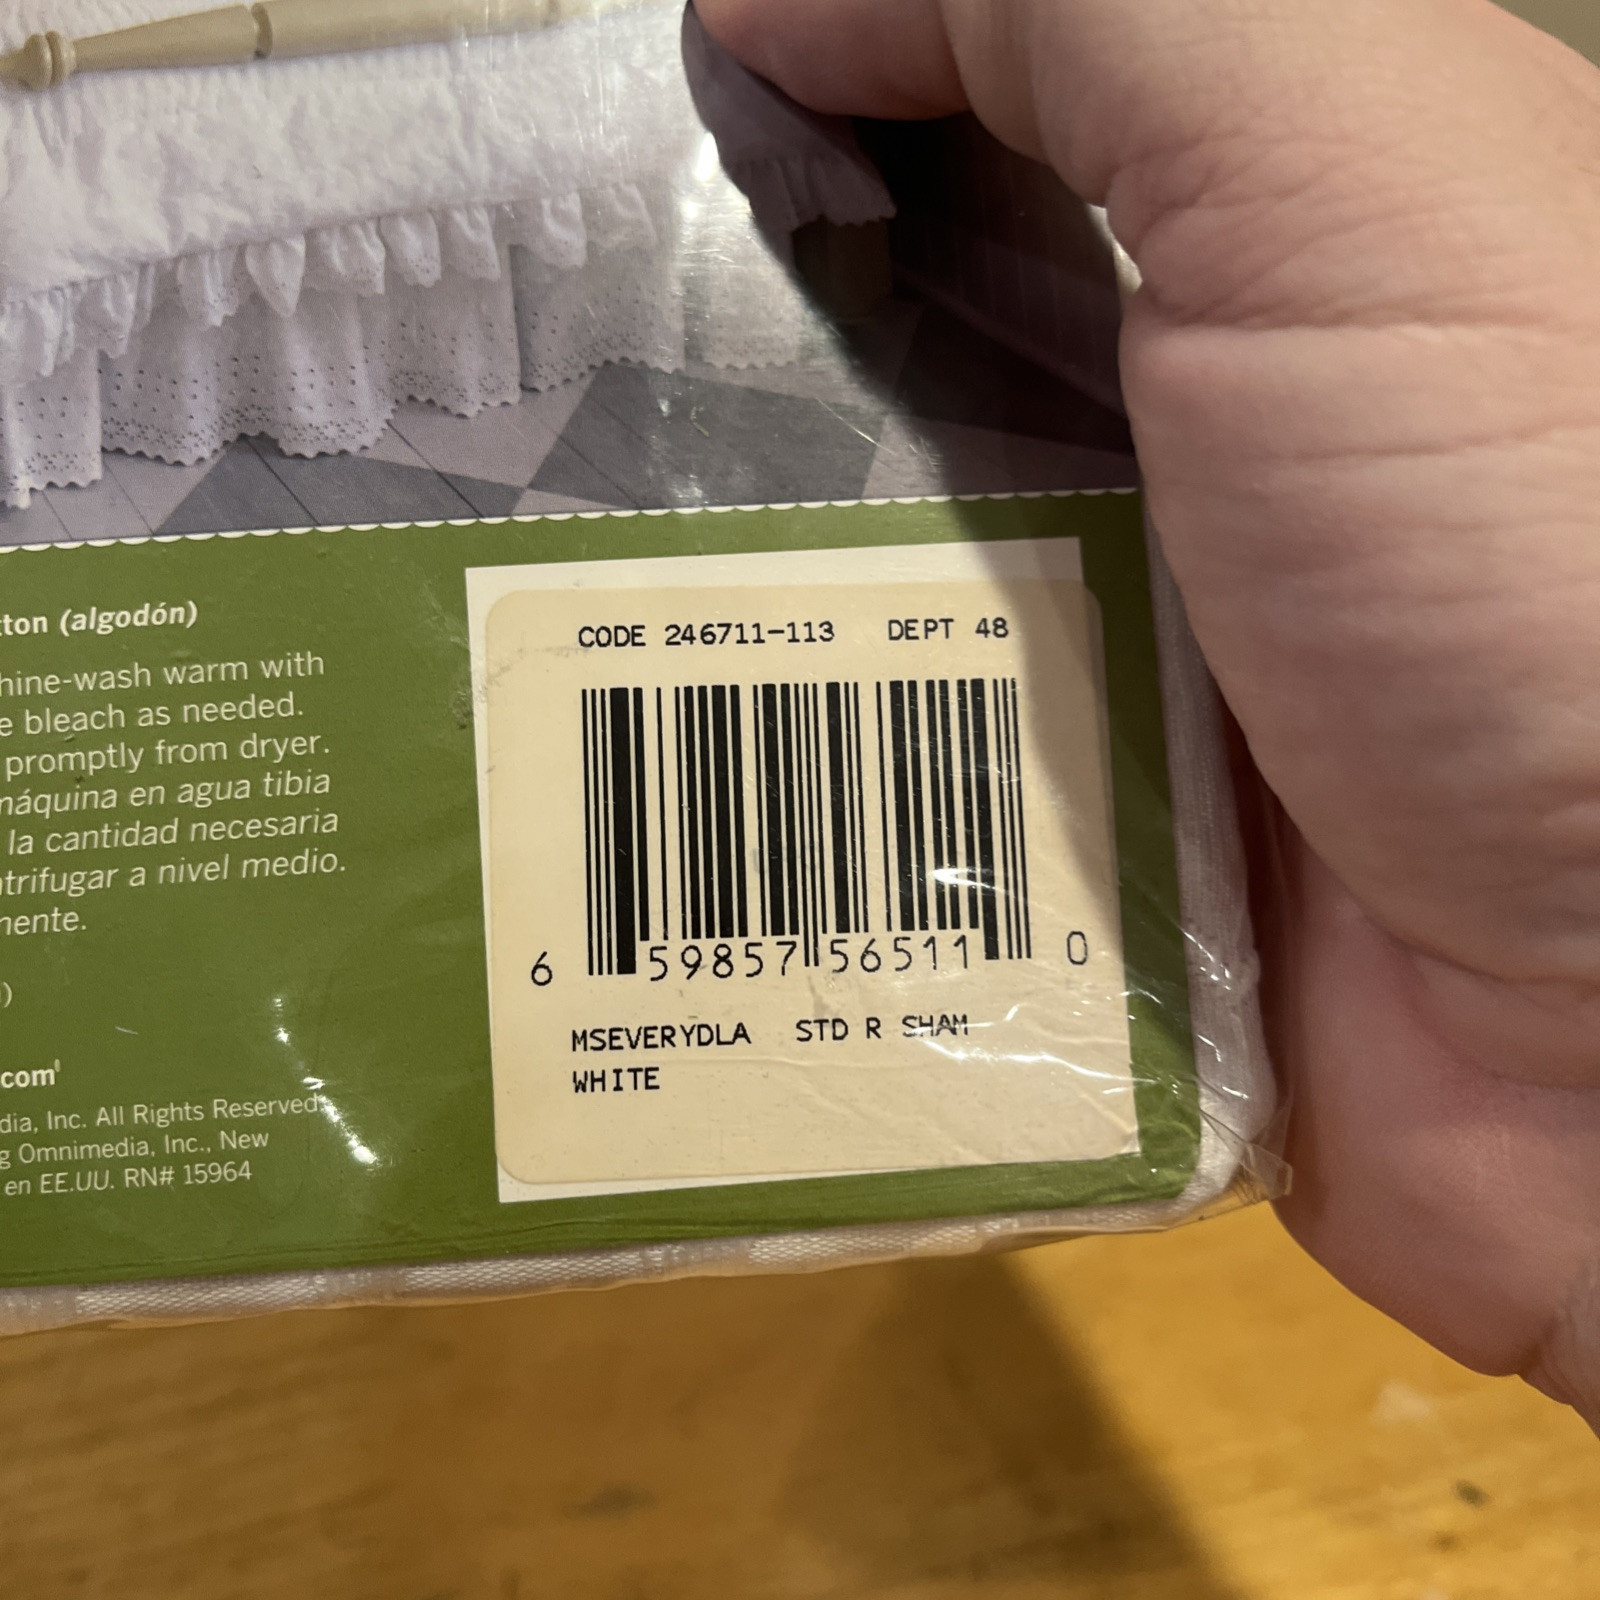 tton (algodón)
hine-wash warm with
e bleach as needed.
promptly from dryer.
máquina en agua tibia
la cantidad necesaria
trifugar a nivel medio.
mente.
)
.com
dia, Inc. All Rights Reserved.
g Omnimedia, Inc., New
en EE.UU. RN# 15964
CODE 246711-113 DEPT 48
6 59857 56511 0
MSEVERYDLA STD R SHAM
WHITE